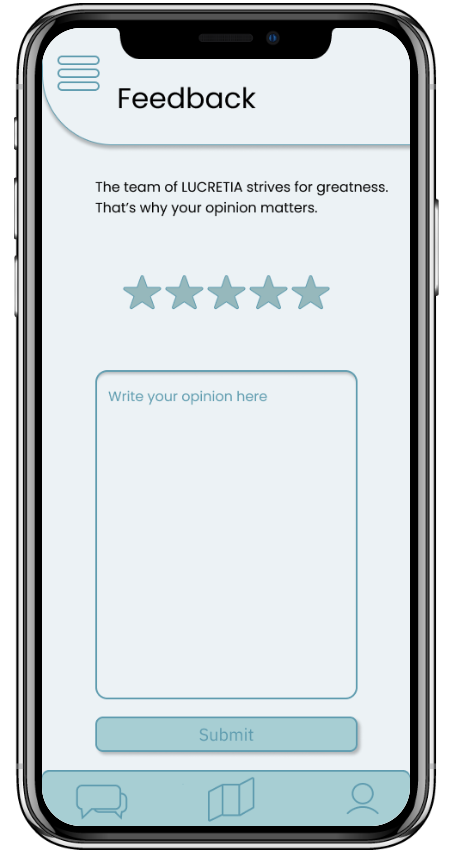 Feedback
The team of LUCRETIA strives for greatness.
That's why your opinion matters.
Write your opinion here
Submit